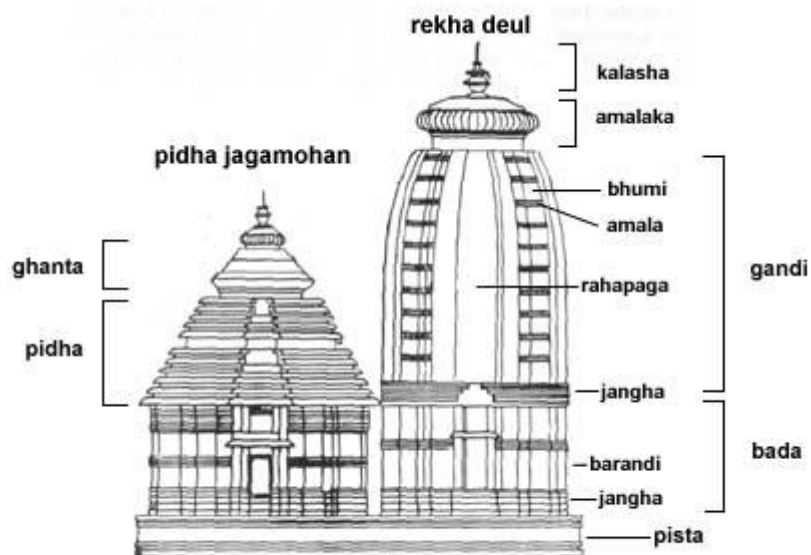 rekha deul
kalasha
amalaka
pidha jagamohan
bhumi
amala
ghanta
gandi
rahapaga
pidha
jangha
bada
barandi
jangha
pista